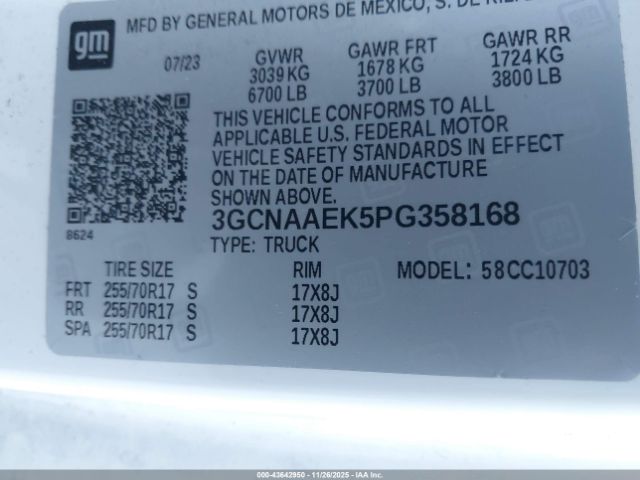 gm
MFD BY GENERAL MOTORS DE MEXICO, S. DE R.L.
07/23 GVWR GAWR FRT GAWR RR
3039 KG 1678 KG 1724 KG
6700 LB 3700 LB 3800 LB
THIS VEHICLE CONFORMS TO ALL
APPLICABLE U.S. FEDERAL MOTOR
VEHICLE SAFETY STANDARDS IN EFFECT
ON THE DATE OF MANUFACTURE
SHOWN ABOVE.
8624 3GCNAAEK5PG358168
TYPE: TRUCK
TIRE SIZE RIM MODEL: 58CC10703
FRT 255/70R17 S 17X8J
RR 255/70R17 S 17X8J
SPA 255/70R17 S 17X8J
000-43642950 - 11/26/2025 - IAAI.COM